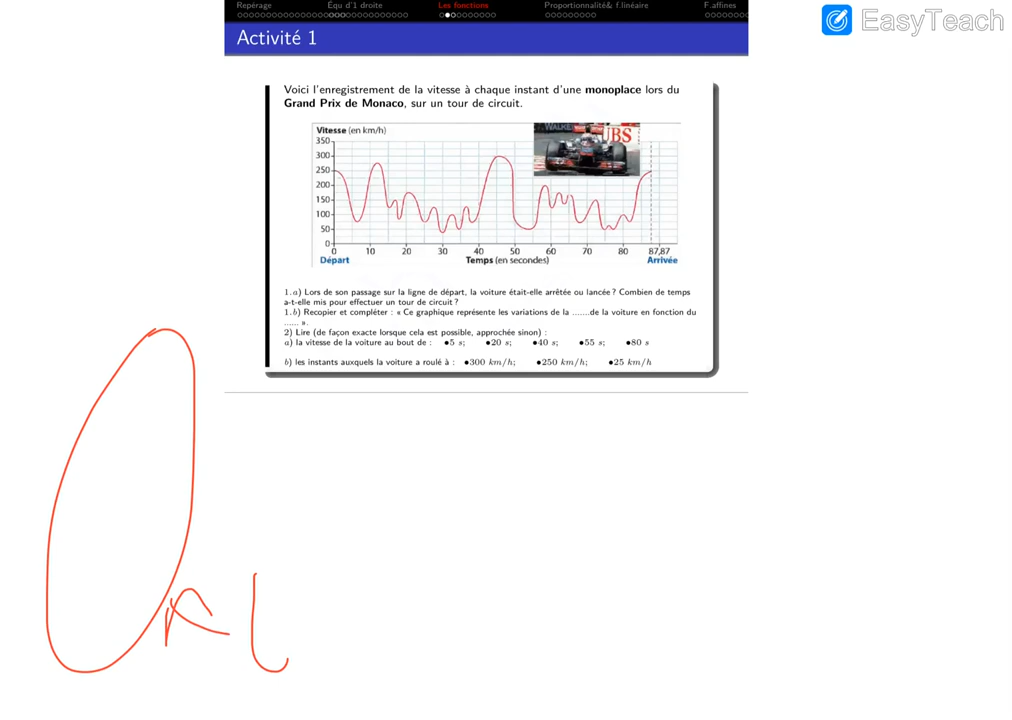 Repérage Équ d'1 droite Les fonctions Proportionnalité& f.linéaire F.affines
EasyTeach
Activité 1
Voici l'enregistrement de la vitesse à chaque instant d'une monoplace lors du
Grand Prix de Monaco, sur un tour de circuit.
Vitesse (en km/h)
WALKE UBS
350
300
250
200
150
100
50
0
0 10 20 30 40 50 60 70 80 87,87
Départ Temps (en secondes) Arrivée
1.a) Lors de son passage sur la ligne de départ, la voiture était-elle arrêtée ou lancée ? Combien de temps
a-t-elle mis pour effectuer un tour de circuit ?
1.b) Recopier et compléter : « Ce graphique représente les variations de la .......de la voiture en fonction du
...... ».
2) Lire (de façon exacte lorsque cela est possible, approchée sinon) :
a) la vitesse de la voiture au bout de : •5 s; •20 s; •40 s; •55 s; •80 s
b) les instants auxquels la voiture a roulé à : •300 km/h; •250 km/h; •25 km/h